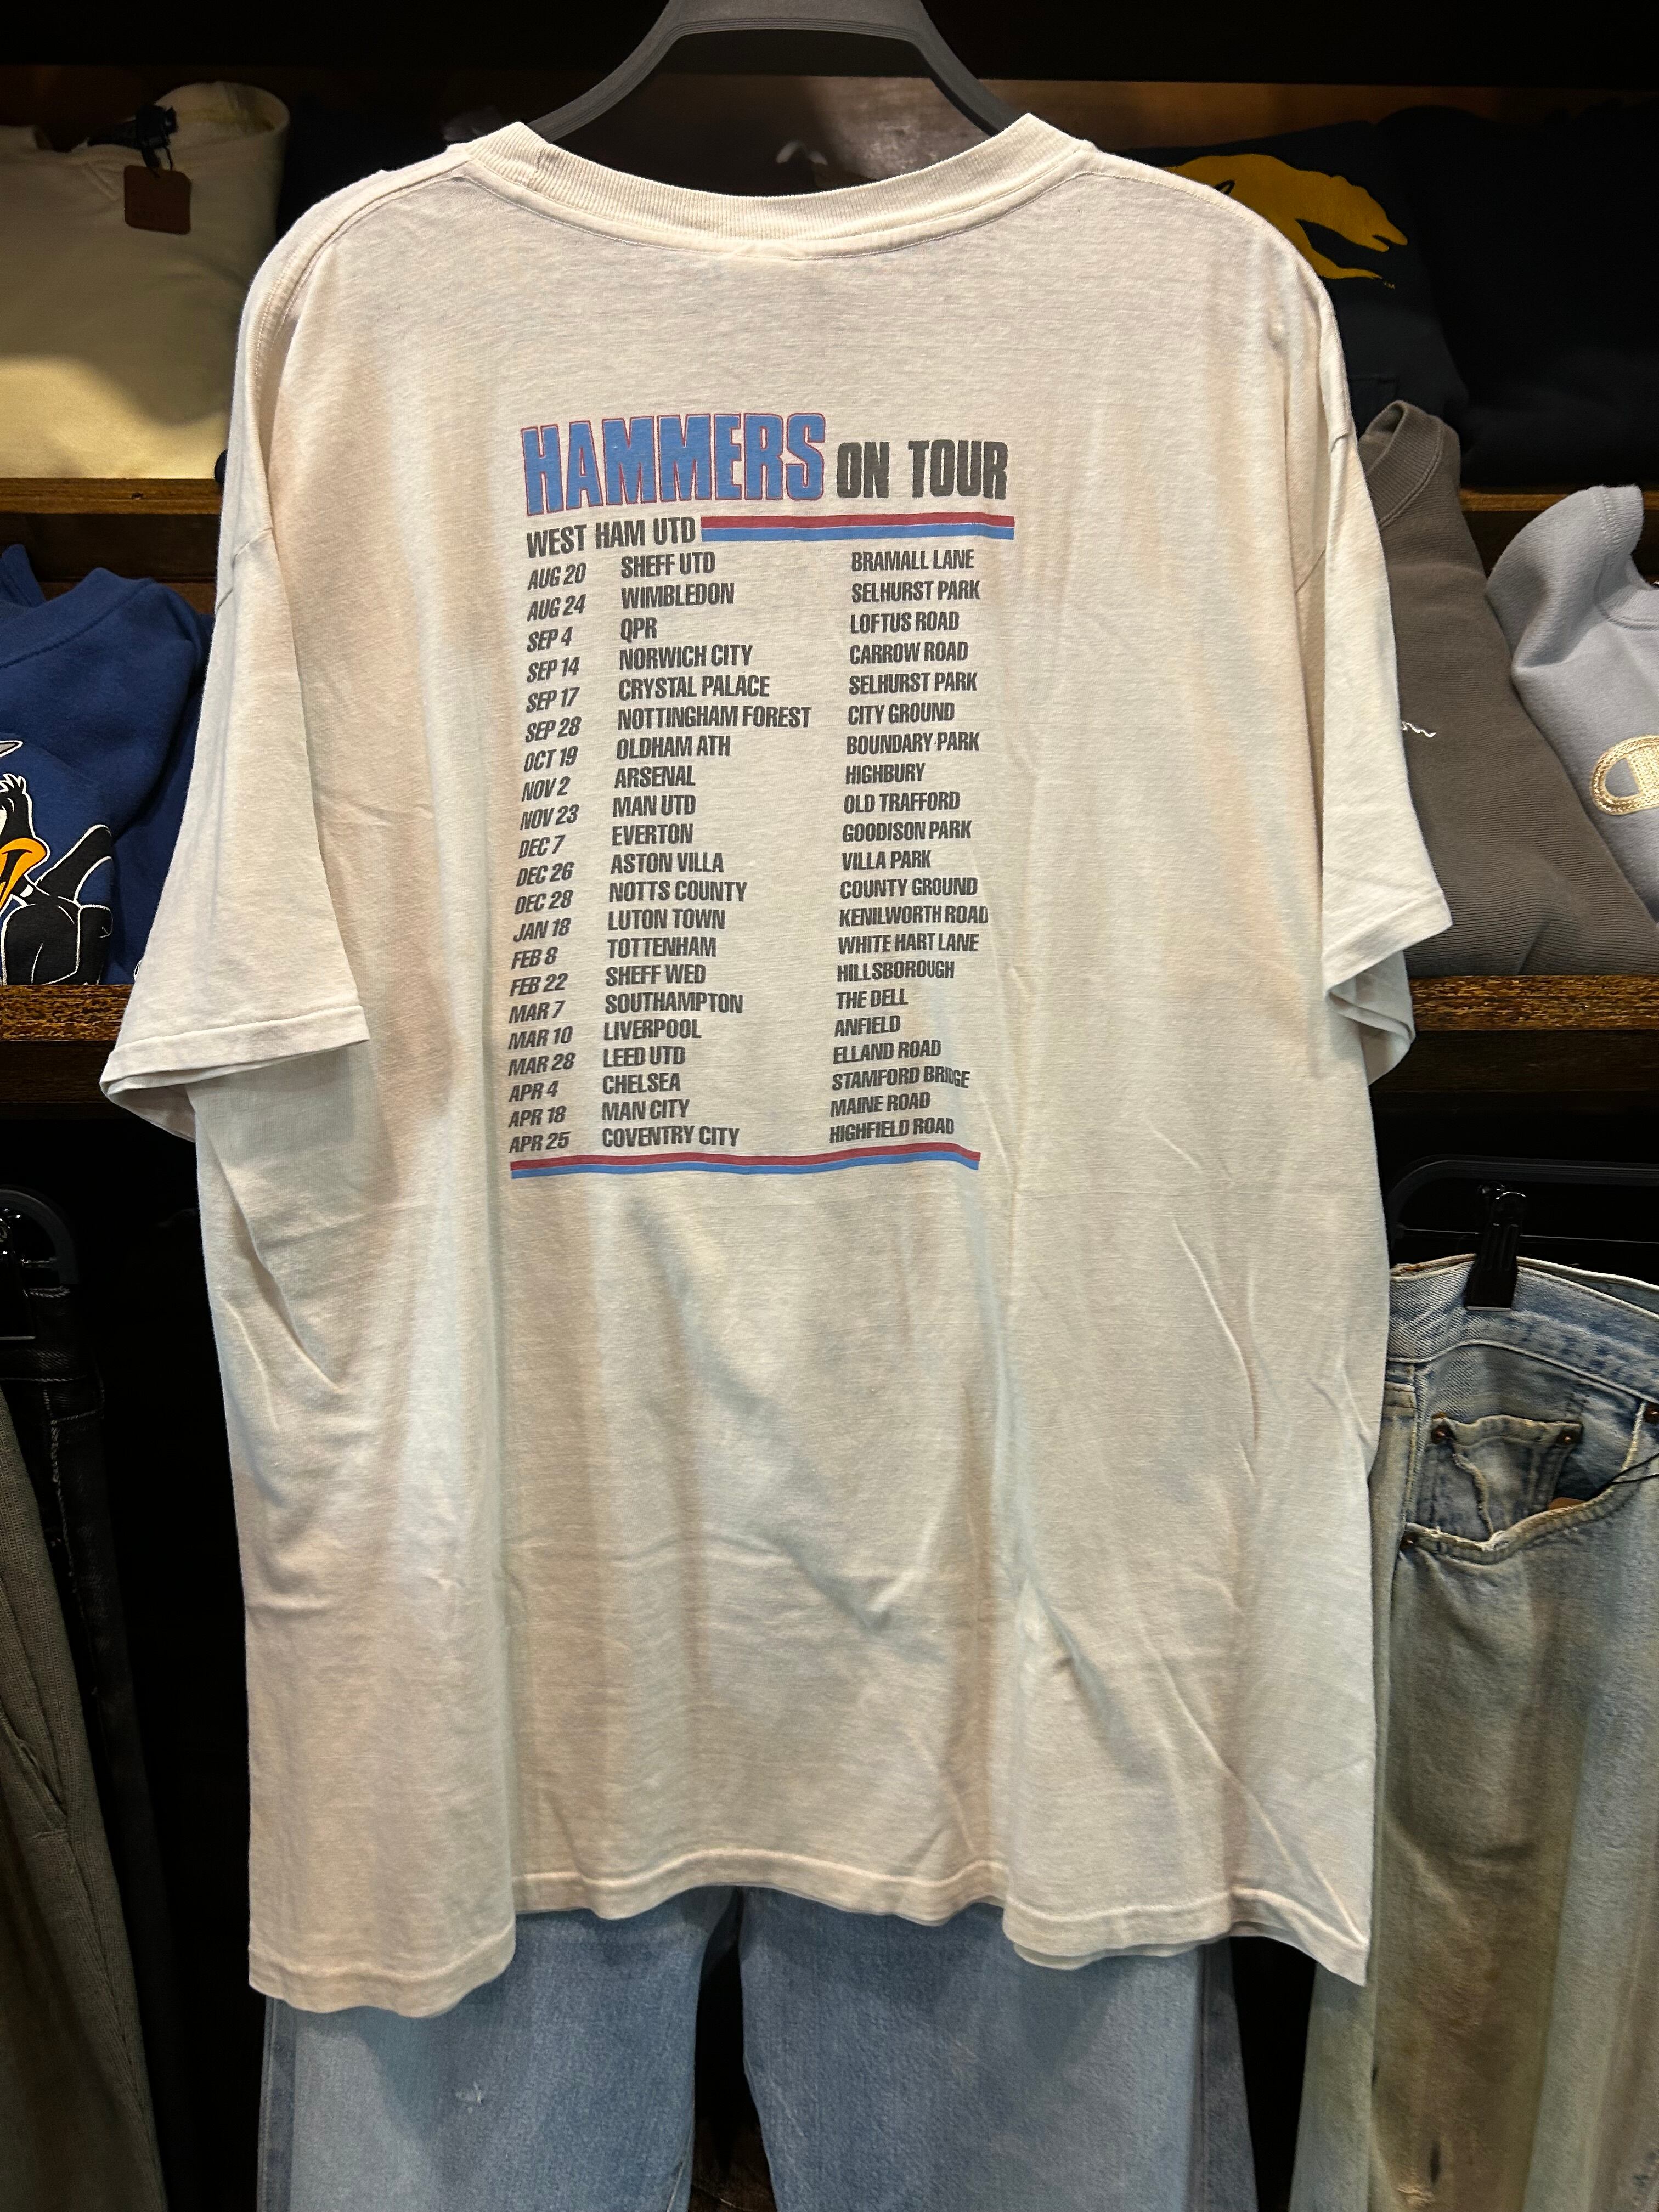 HAMMERS ON TOUR
WEST HAM UTD
AUG 20 SHEFF UTD BRAMALL LANE
AUG 24 WIMBLEDON SELHURST PARK
SEP 4 QPR LOFTUS ROAD
SEP 14 NORWICH CITY CARROW ROAD
SEP 17 CRYSTAL PALACE SELHURST PARK
SEP 28 NOTTINGHAM FOREST CITY GROUND
OCT 19 OLDHAM ATH BOUNDARY PARK
NOV 2 ARSENAL HIGHBURY
NOV 23 MAN UTD OLD TRAFFORD
DEC 7 EVERTON GOODISON PARK
DEC 26 ASTON VILLA VILLA PARK
DEC 28 NOTTS COUNTY COUNTY GROUND
JAN 18 LUTON TOWN KENILWORTH ROAD
FEB 8 TOTTENHAM WHITE HART LANE
FEB 22 SHEFF WED HILLSBOROUGH
MAR 7 SOUTHAMPTON THE DELL
MAR 10 LIVERPOOL ANFIELD
MAR 28 LEED UTD ELLAND ROAD
APR 4 CHELSEA STAMFORD BRIDGE
APR 18 MAN CITY MAINE ROAD
APR 25 COVENTRY CITY HIGHFIELD ROAD